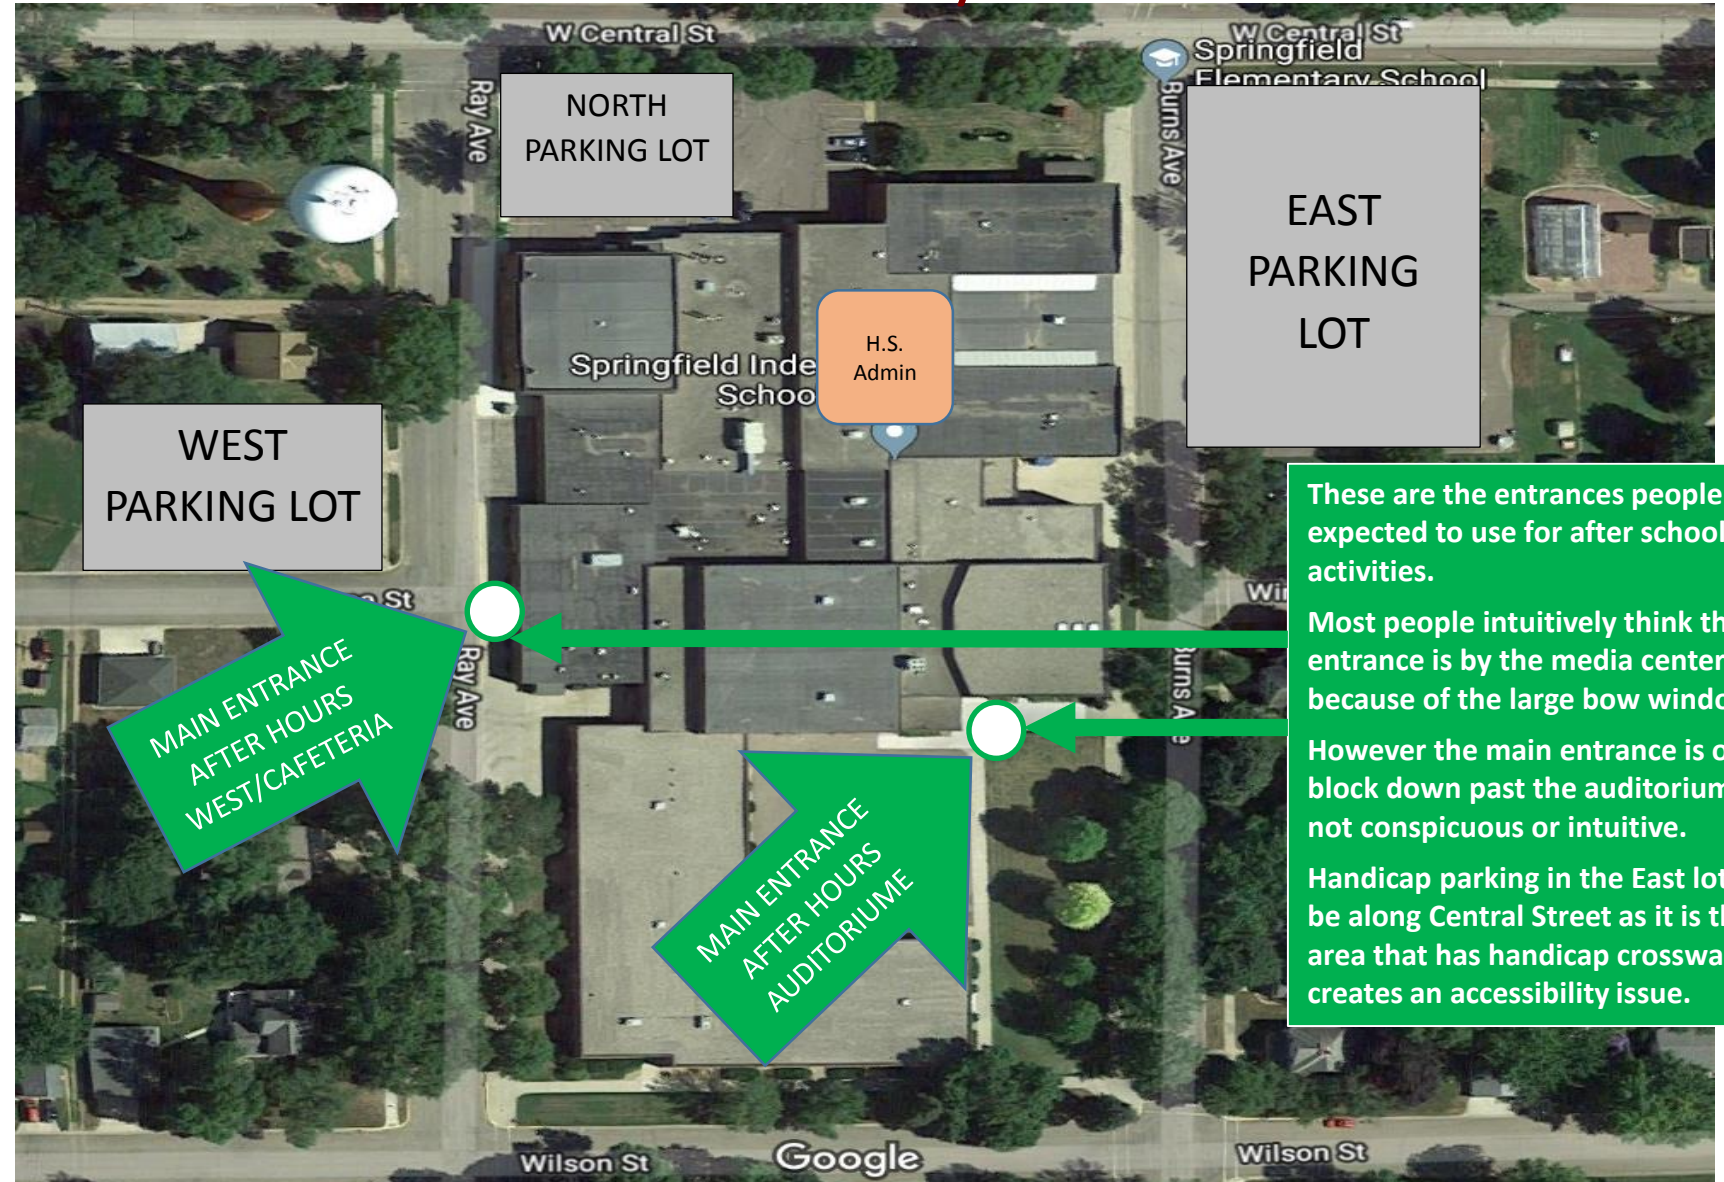 W Central St
W Central St
Springfield
Elementary School
Ray Ave
Burns Ave
NORTH
PARKING LOT
EAST
PARKING
LOT
H.S.
Admin
Springfield Inde
Schoo
WEST
PARKING LOT
St
Wi
These are the entrances people
expected to use for after school
activities.
Most people intuitively think th
entrance is by the media center
because of the large bow windo
However the main entrance is o
block down past the auditorium
not conspicuous or intuitive.
Handicap parking in the East lot
be along Central Street as it is th
area that has handicap crosswa
creates an accessibility issue.
MAIN ENTRANCE
AFTER HOURS
WEST/CAFETERIA
Ray Ave
Burns A e
MAIN ENTRANCE
AFTER HOURS
AUDITORIUME
Wilson St
Google
Wilson St